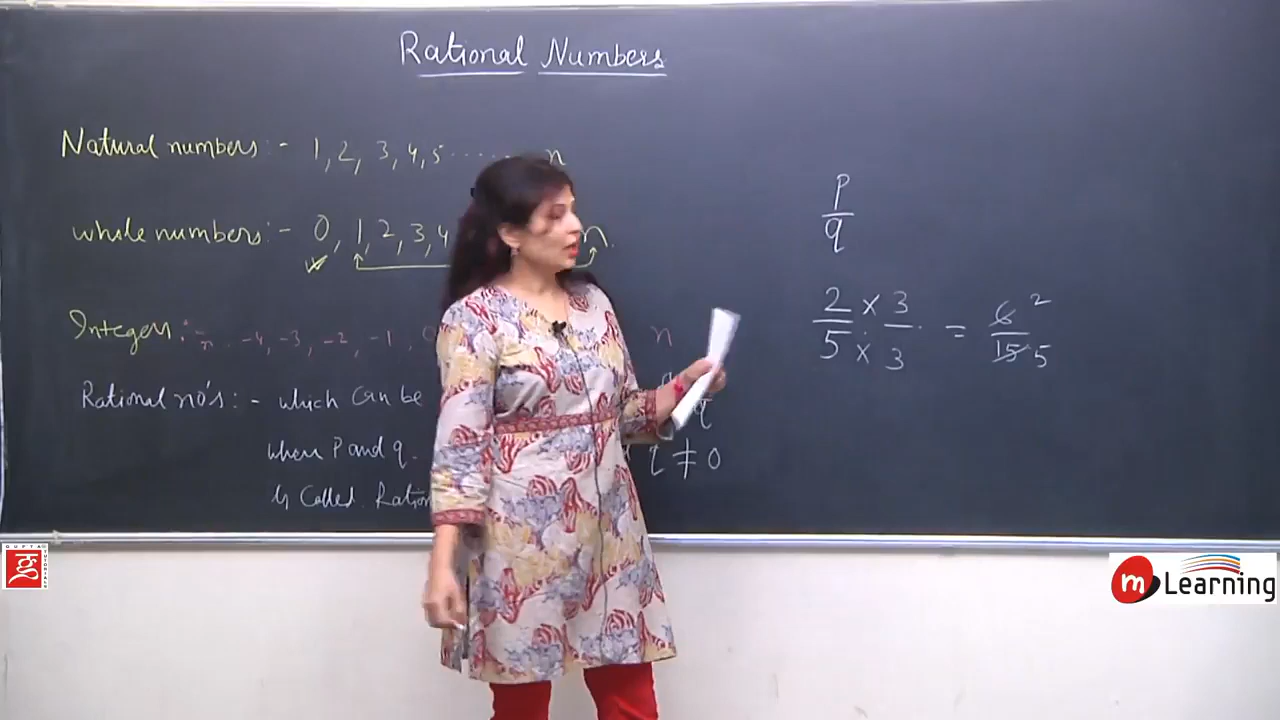 Rational Numbers
Natural numbers :- 1, 2, 3, 4, 5 ...... n
whole numbers :- 0, 1, 2, 3, 4 n.
Integers : -n -4, -3, -2, -1, n
Rational no's :- which can be q
where P and q q ≠ 0
is Called Ration
p
q
2 × 3 = 6 2
5 × 3 15 5
GUPTA TUTORIALS
m Learning